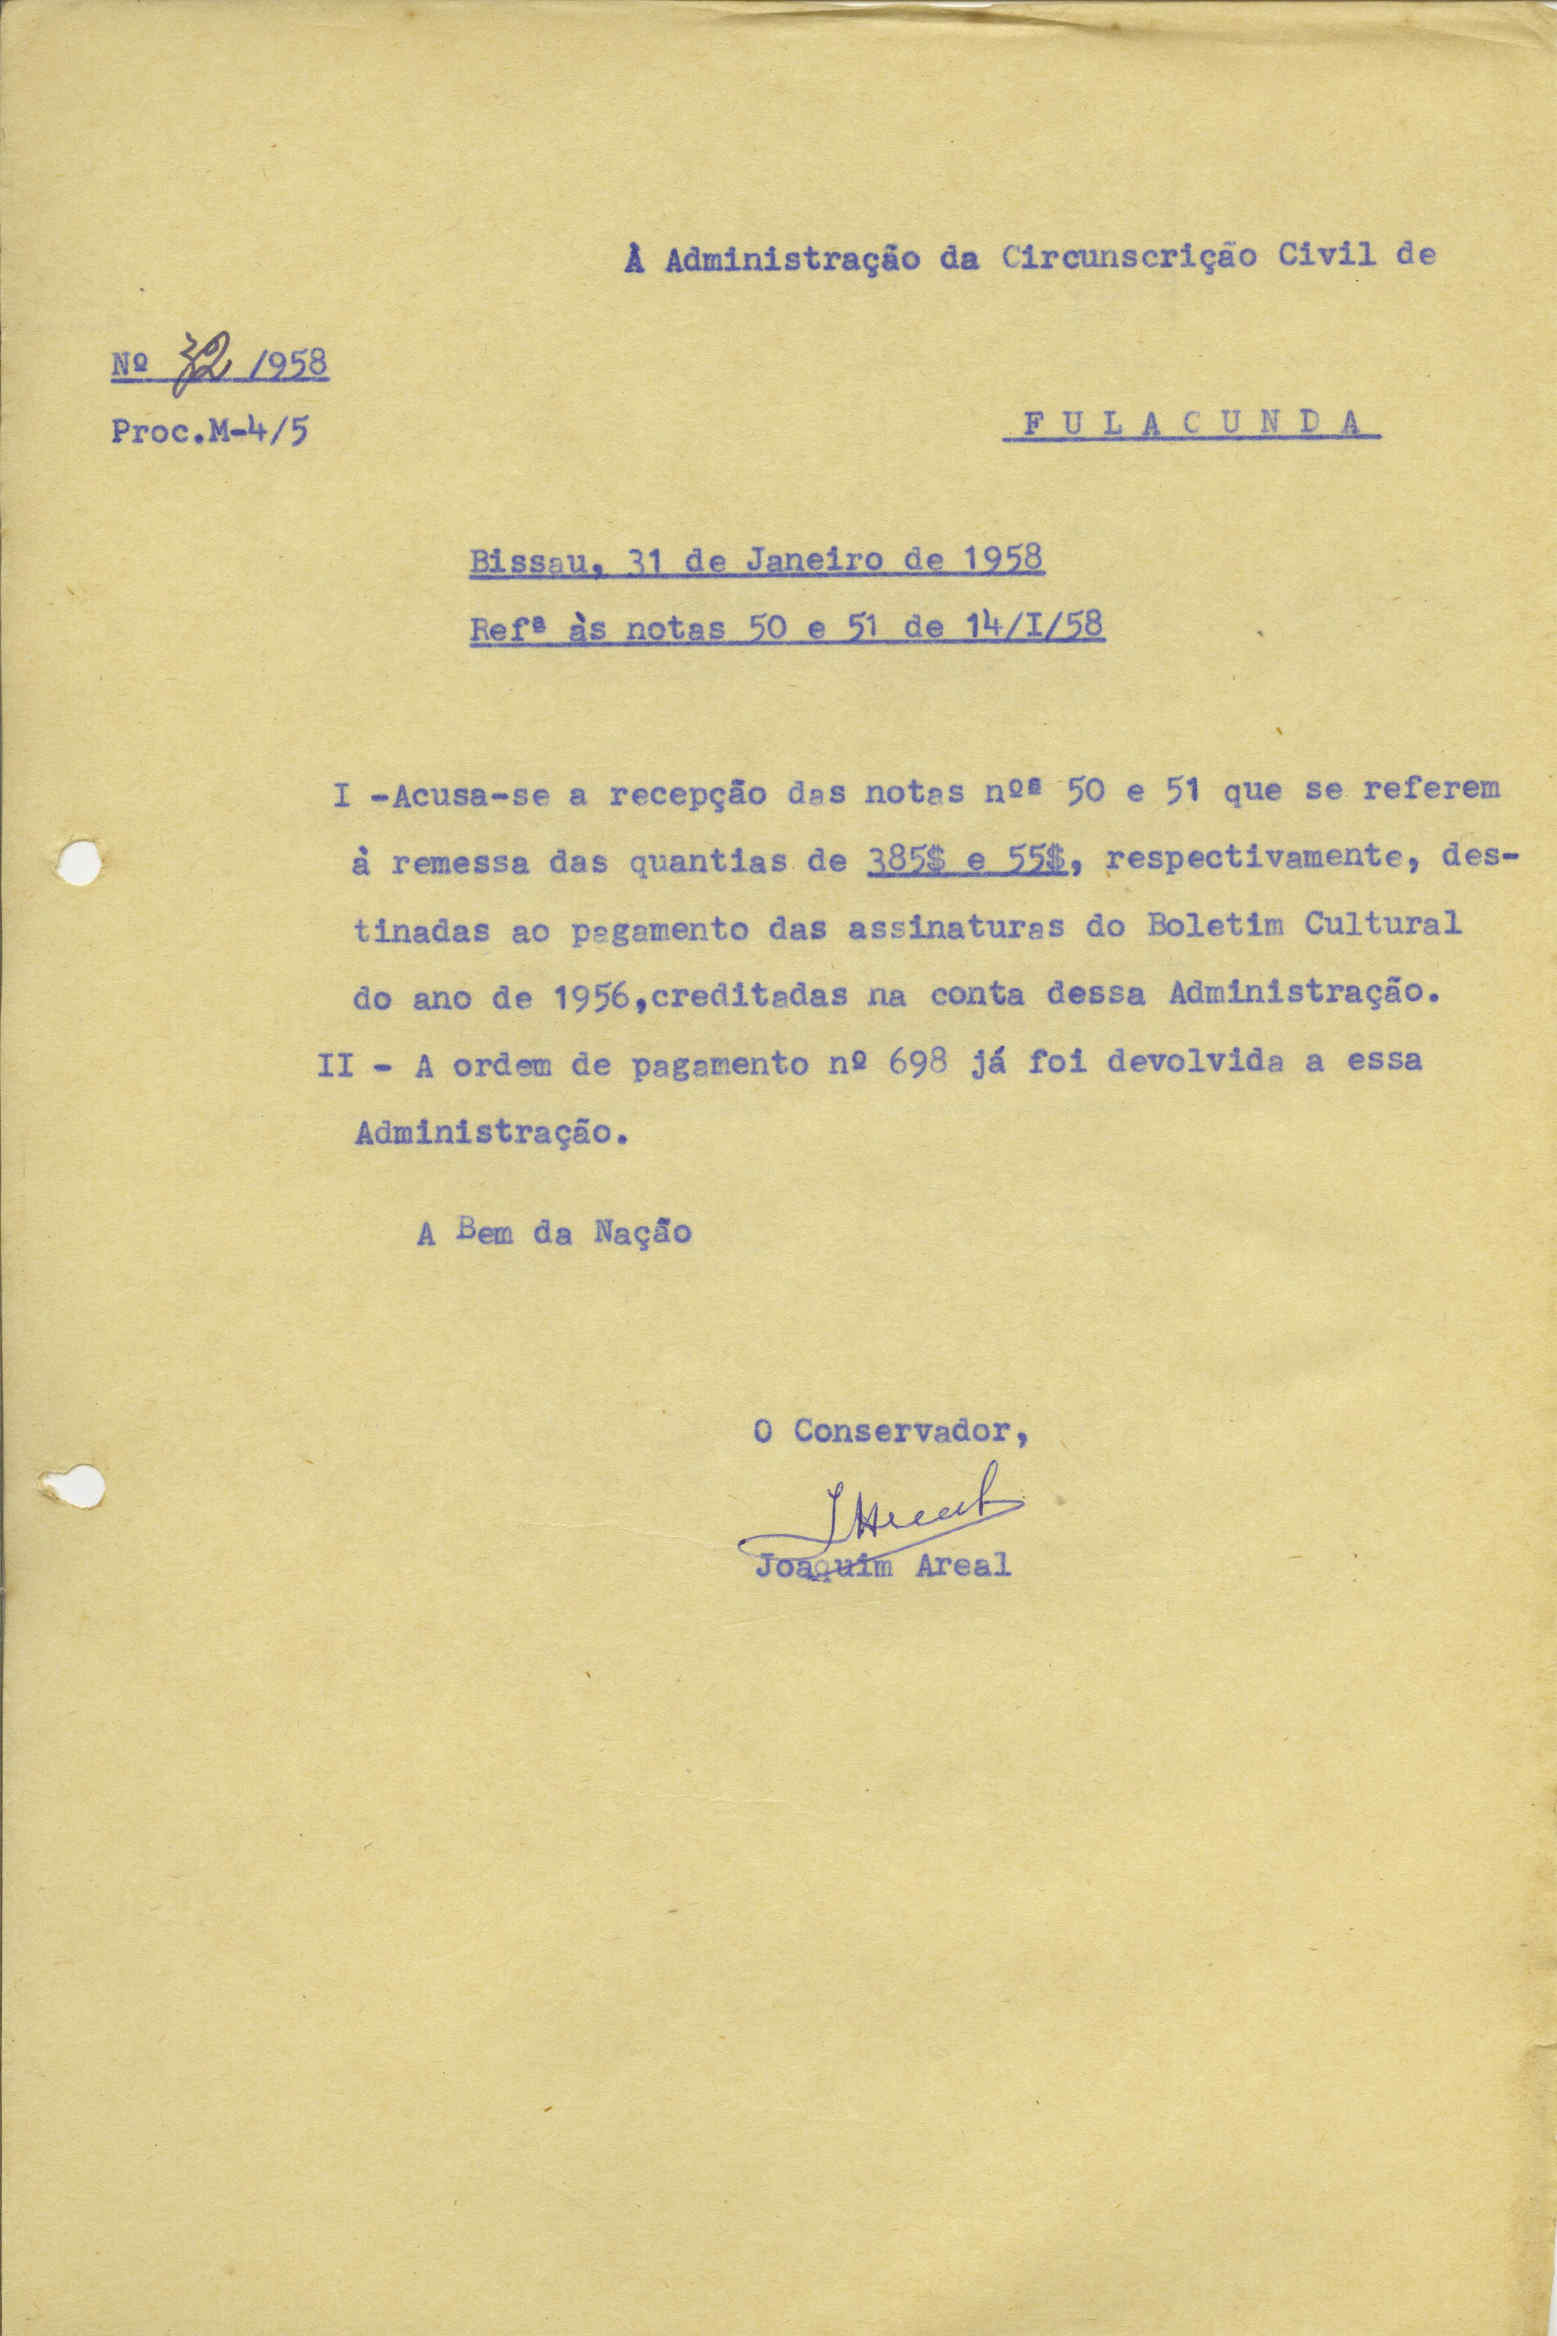 À Administração da Circunscrição Civil de
Nº 32 /1958
Proc.M-4/5
F U L A C U N D A
Bissau, 31 de Janeiro de 1958
Refª às notas 50 e 51 de 14/I/58
I -Acusa-se a recepção das notas nºs 50 e 51 que se referem
à remessa das quantias de 385$ e 55$, respectivamente, des-
tinadas ao pagamento das assinaturas do Boletim Cultural
do ano de 1956,creditadas na conta dessa Administração.
II - A ordem de pagamento nº 698 já foi devolvida a essa
Administração.
A Bem da Nação
O Conservador,
JAreal
Joaquim Areal